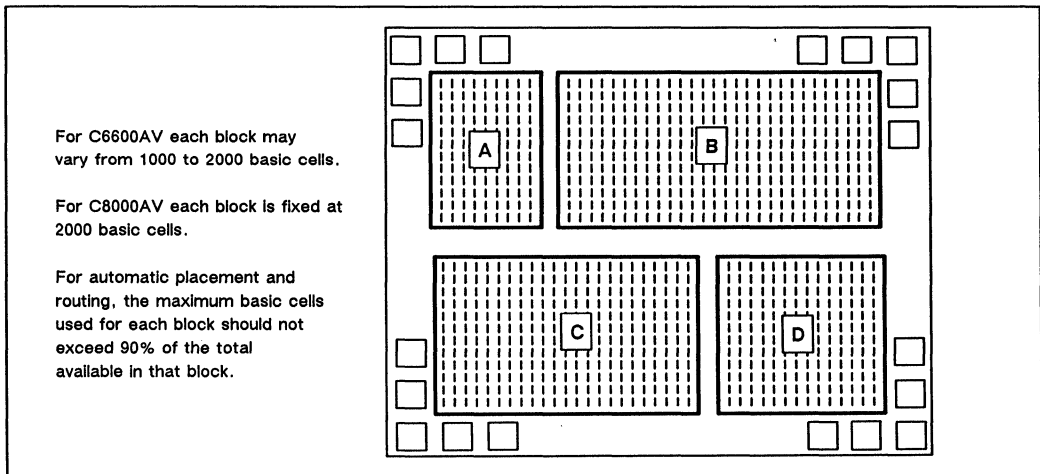 For C6600AV each block may
vary from 1000 to 2000 basic cells.
For C8000AV each block is fixed at
2000 basic cells.
For automatic placement and
routing, the maximum basic cells
used for each block should not
exceed 90% of the total
available in that block.
A
B
C
D